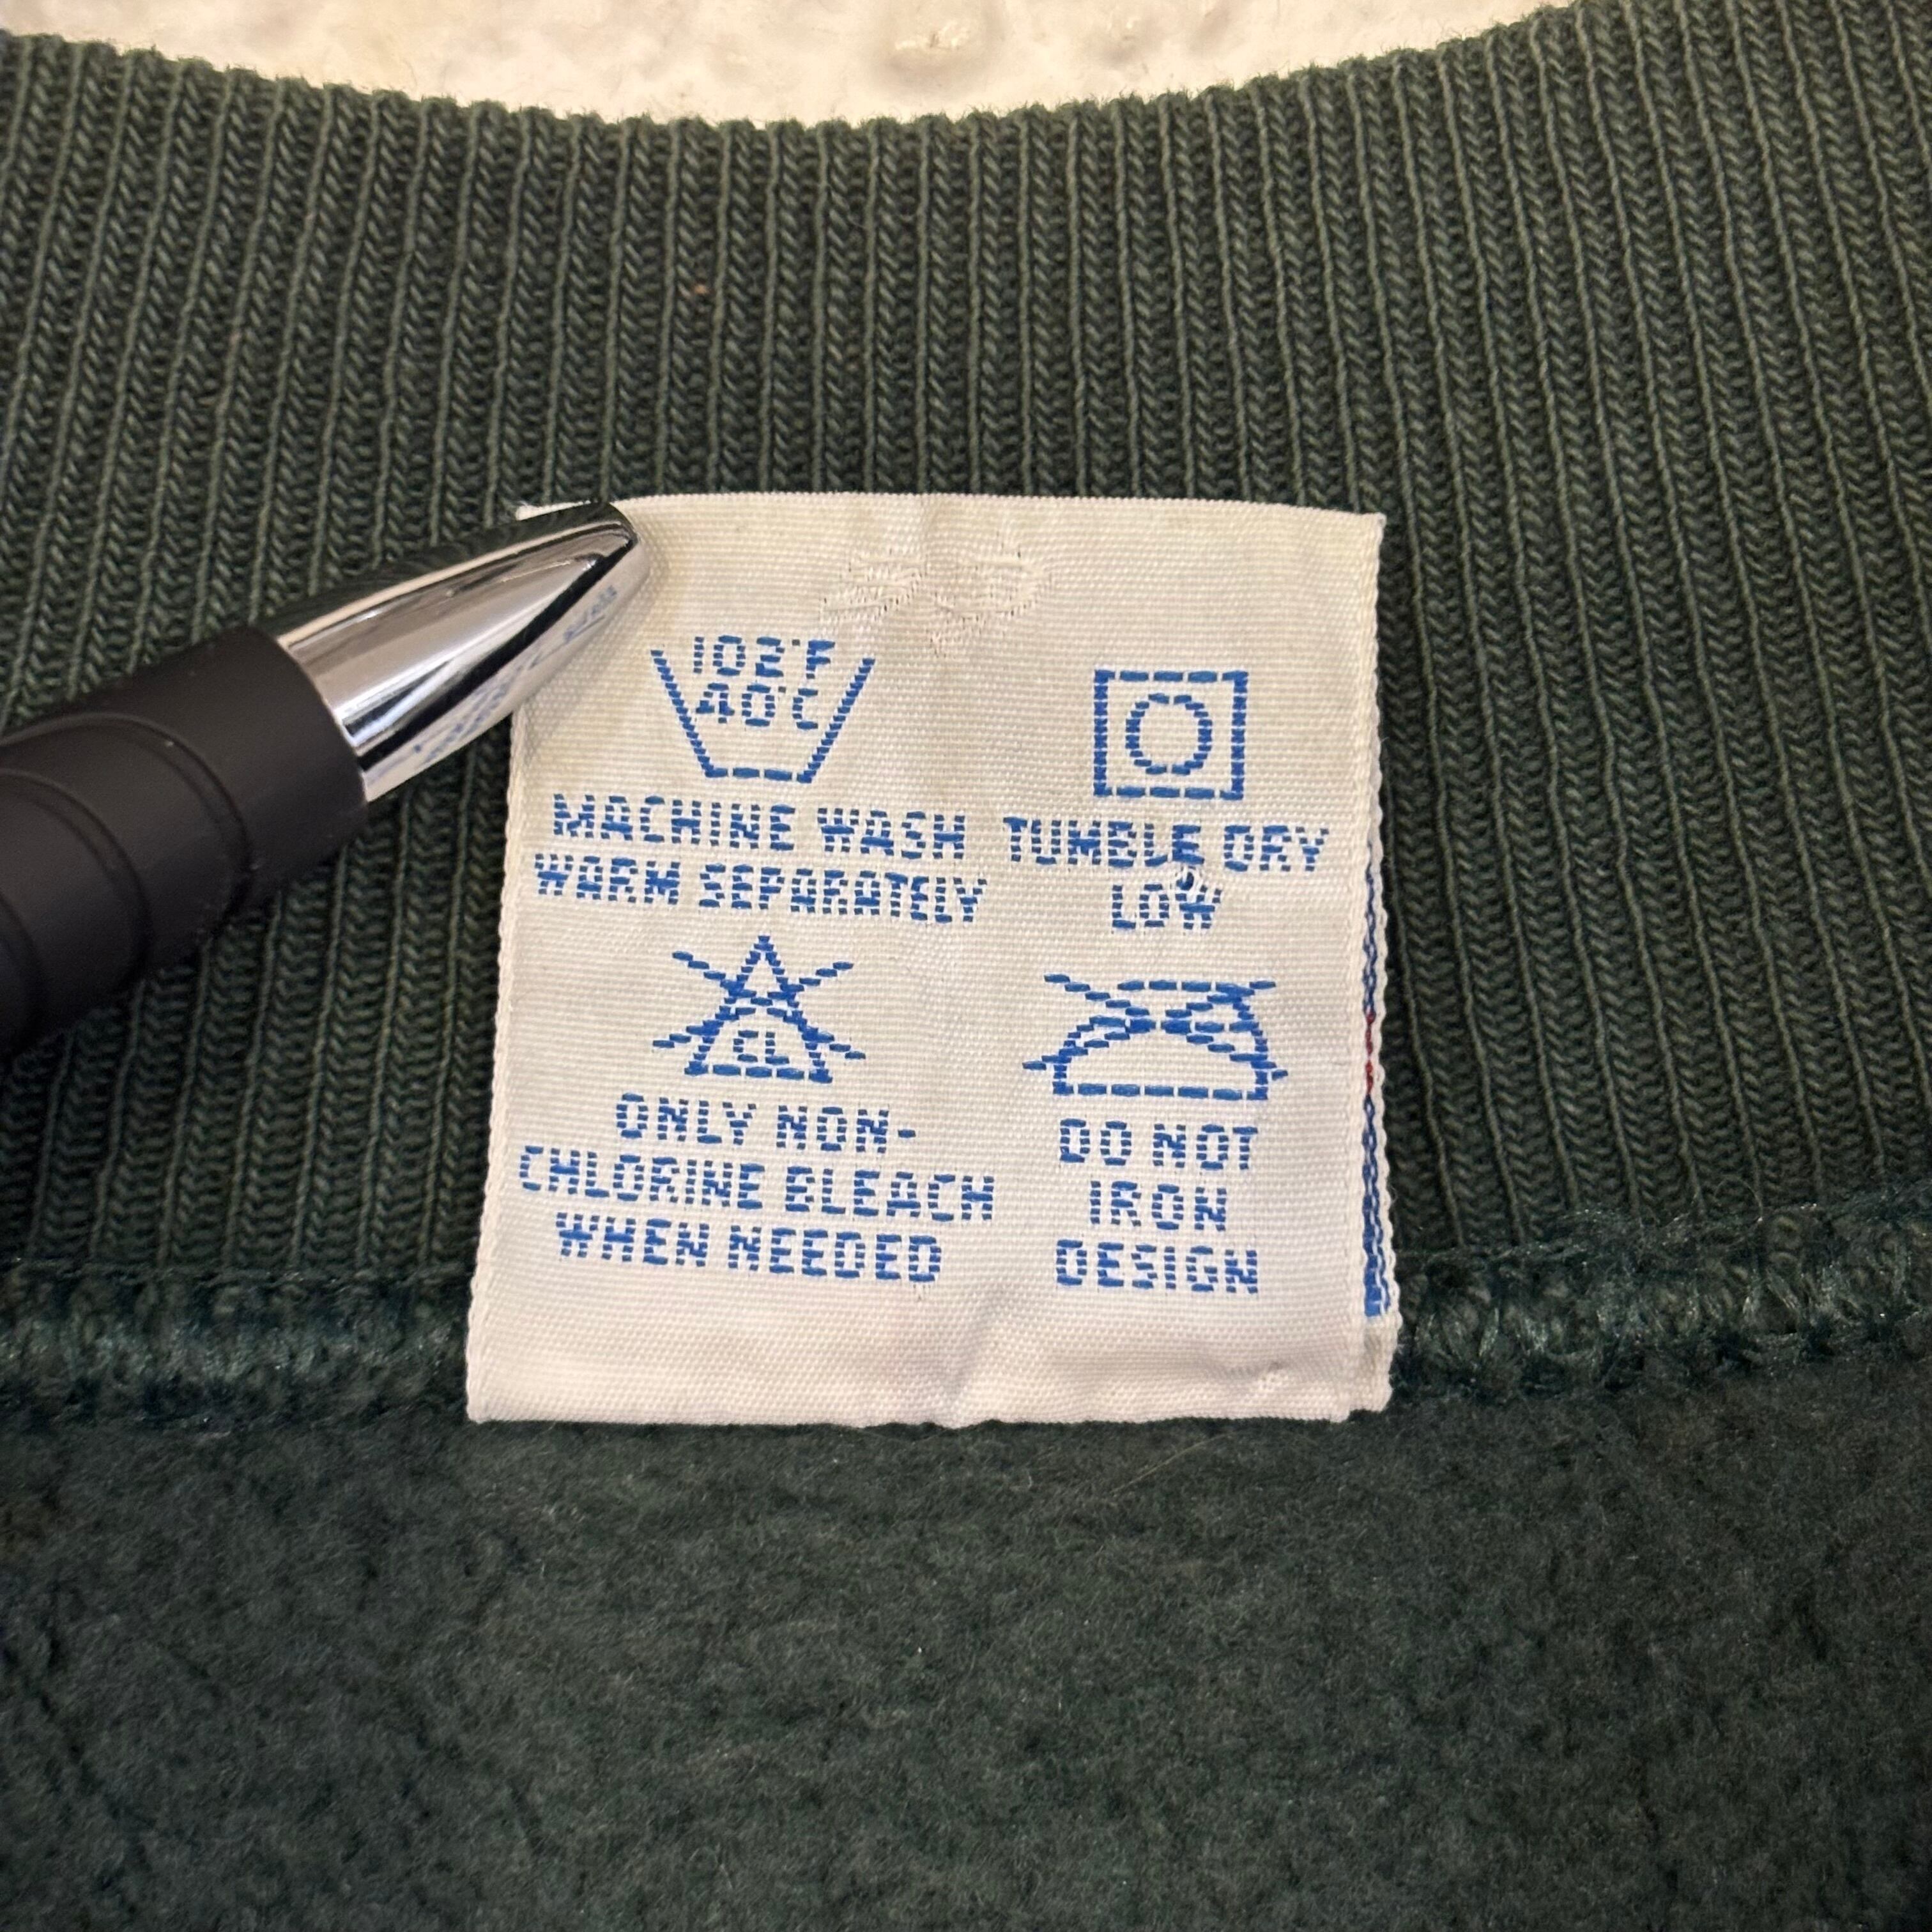 102°F
40°C
MACHINE WASH
WARM SEPARATELY
TUMBLE DRY
LOW
CL
ONLY NON-
CHLORINE BLEACH
WHEN NEEDED
DO NOT
IRON
DESIGN